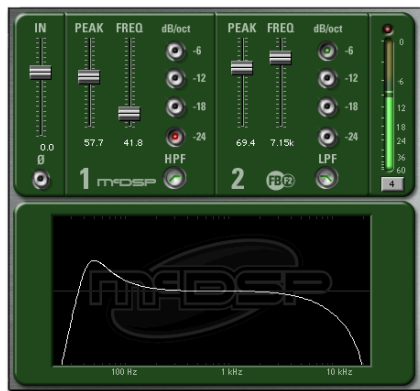 IN PEAK FREQ dB/oct PEAK FREQ dB/oct
-6 -6 0
-12 -12 6
-18 -18 12
-24 -24 18
24
36
60
0.0 57.7 41.8 69.4 7.15k
Ø HPF LPF
1 McDSP 2 FB F2 4
McDSP
100 Hz 1 kHz 10 kHz